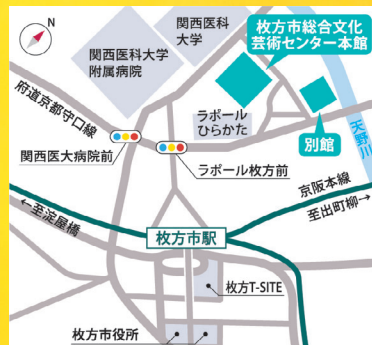 N
関西医科
大学
関西医科大学
附属病院
枚方市総合文化
芸術センター本館
府道京都守口線
ラポール
ひらかた
別館
天野川
関西医大病院前
ラポール枚方前
京阪本線
←至淀屋橋
至出町柳→
枚方市駅
枚方T-SITE
枚方市役所